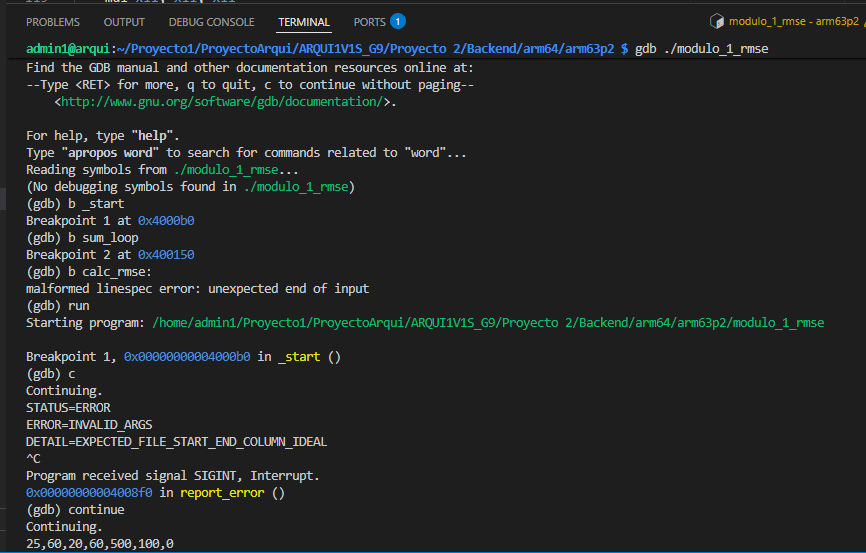 PROBLEMS OUTPUT DEBUG CONSOLE TERMINAL PORTS 1 modulo_1_rmse - arm63p2
admin1@arqui:~/Proyecto1/ProyectoArqui/ARQUI1V1S_G9/Proyecto 2/Backend/arm64/arm63p2 $ gdb ./modulo_1_rmse
Find the GDB manual and other documentation resources online at:
--Type <RET> for more, q to quit, c to continue without paging--
<http://www.gnu.org/software/gdb/documentation/>.
For help, type "help".
Type "apropos word" to search for commands related to "word"...
Reading symbols from ./modulo_1_rmse...
(No debugging symbols found in ./modulo_1_rmse)
(gdb) b _start
Breakpoint 1 at 0x4000b0
(gdb) b sum_loop
Breakpoint 2 at 0x400150
(gdb) b calc_rmse:
malformed linespec error: unexpected end of input
(gdb) run
Starting program: /home/admin1/Proyecto1/ProyectoArqui/ARQUI1V1S_G9/Proyecto 2/Backend/arm64/arm63p2/modulo_1_rmse
Breakpoint 1, 0x00000000004000b0 in _start ()
(gdb) c
Continuing.
STATUS=ERROR
ERROR=INVALID_ARGS
DETAIL=EXPECTED_FILE_START_END_COLUMN_IDEAL
^C
Program received signal SIGINT, Interrupt.
0x00000000004008f0 in report_error ()
(gdb) continue
Continuing.
25,60,20,60,500,100,0